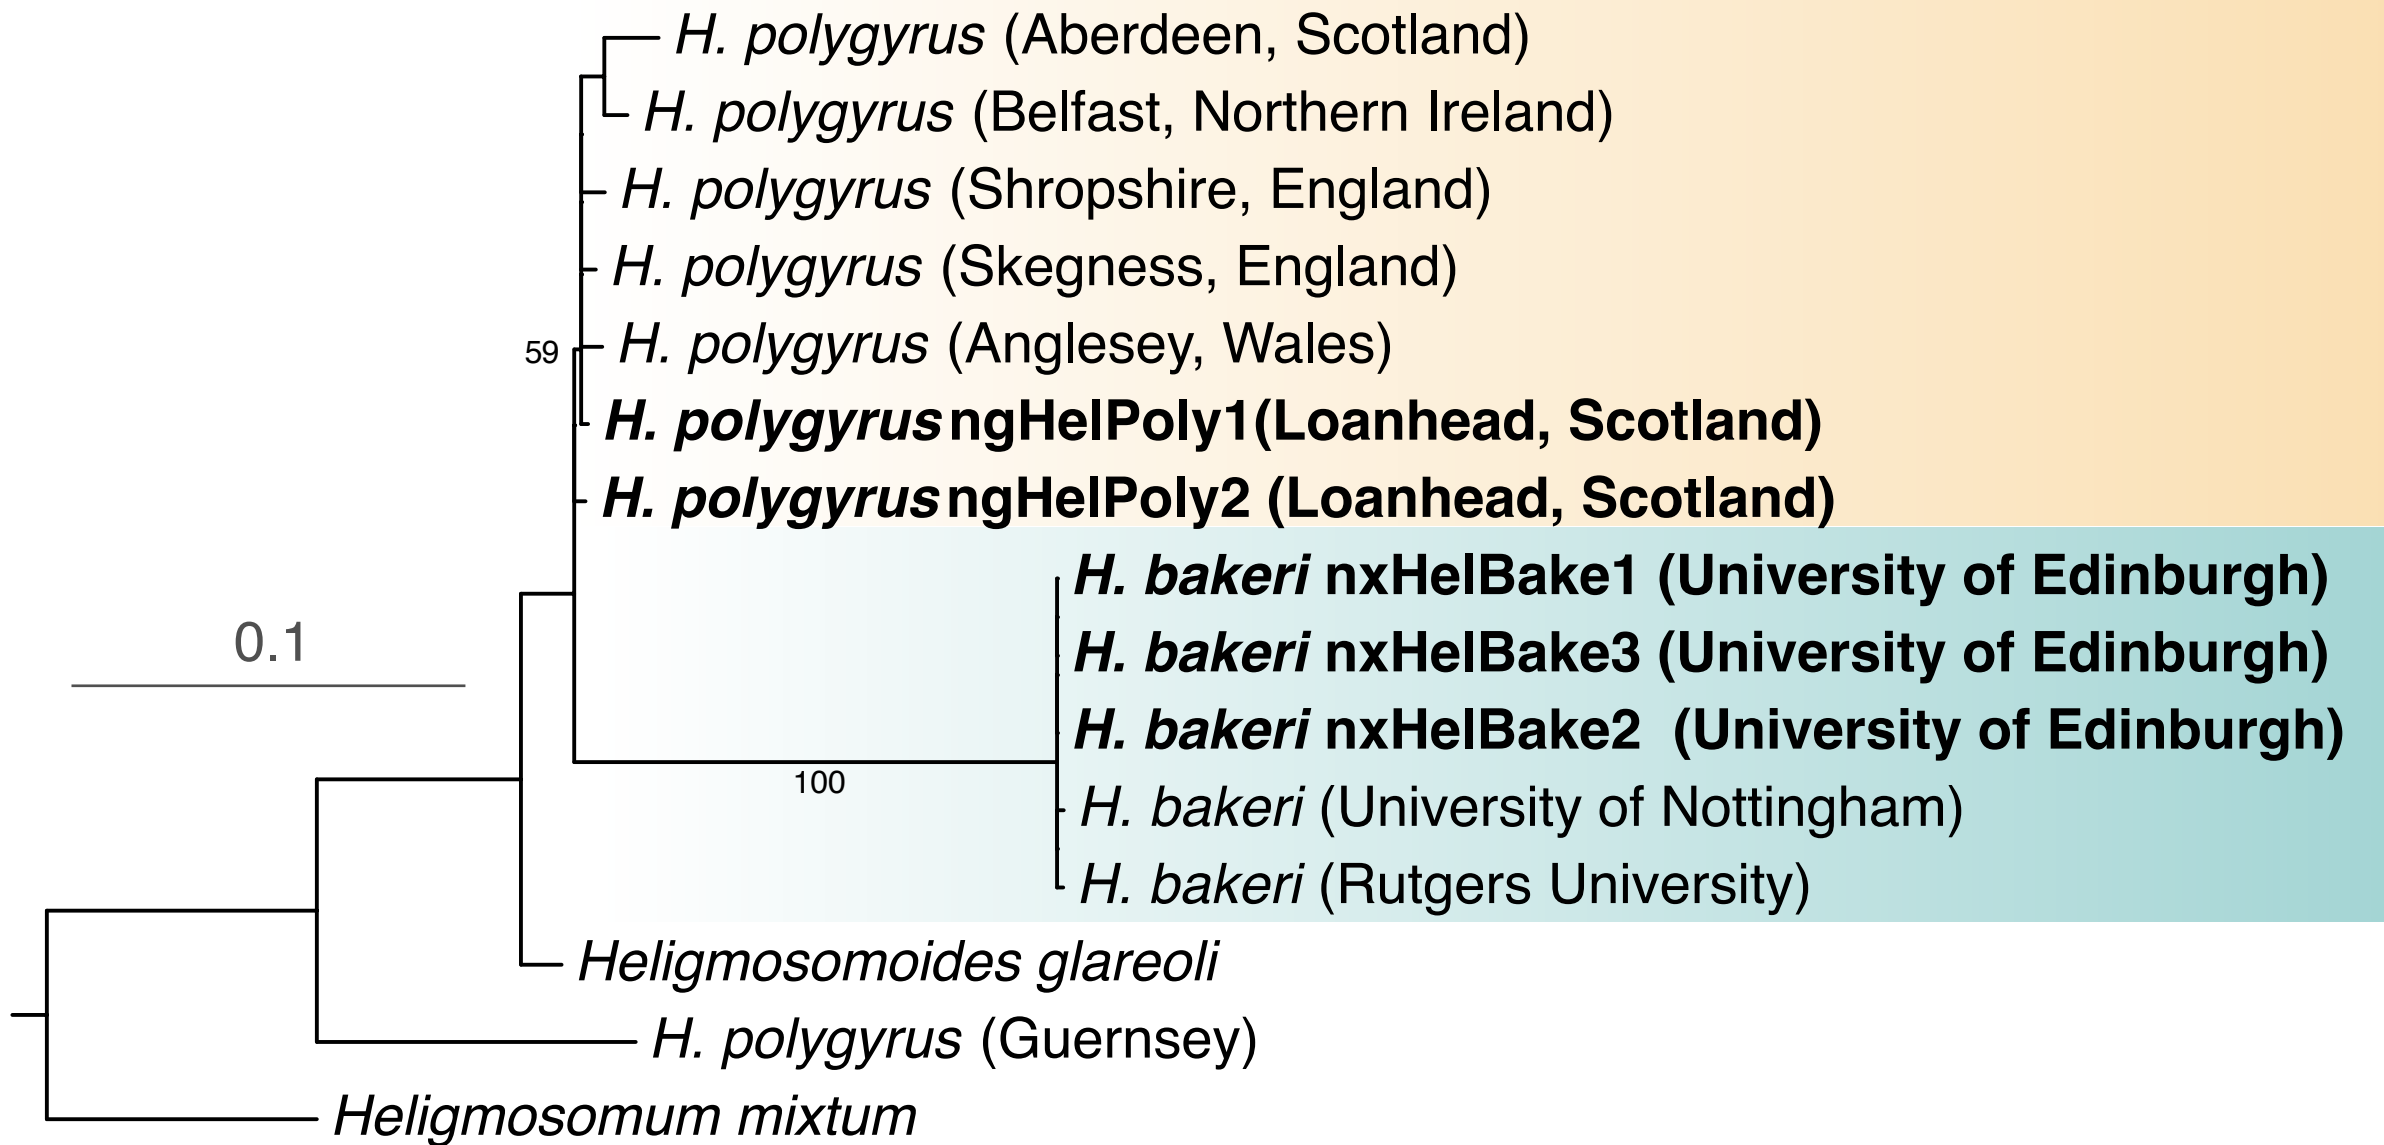 H. polygyrus (Aberdeen, Scotland)
H. polygyrus (Belfast, Northern Ireland)
H. polygyrus (Shropshire, England)
H. polygyrus (Skegness, England)
H. polygyrus (Anglesey, Wales)
59
H. polygyrus ngHelPoly1(Loanhead, Scotland)
H. polygyrus ngHelPoly2 (Loanhead, Scotland)
H. bakeri nxHelBake1 (University of Edinburgh)
0.1
H. bakeri nxHelBake3 (University of Edinburgh)
H. bakeri nxHelBake2 (University of Edinburgh)
100
H. bakeri (University of Nottingham)
H. bakeri (Rutgers University)
Heligmosomoides glareoli
H. polygyrus (Guernsey)
Heligmosomum mixtum